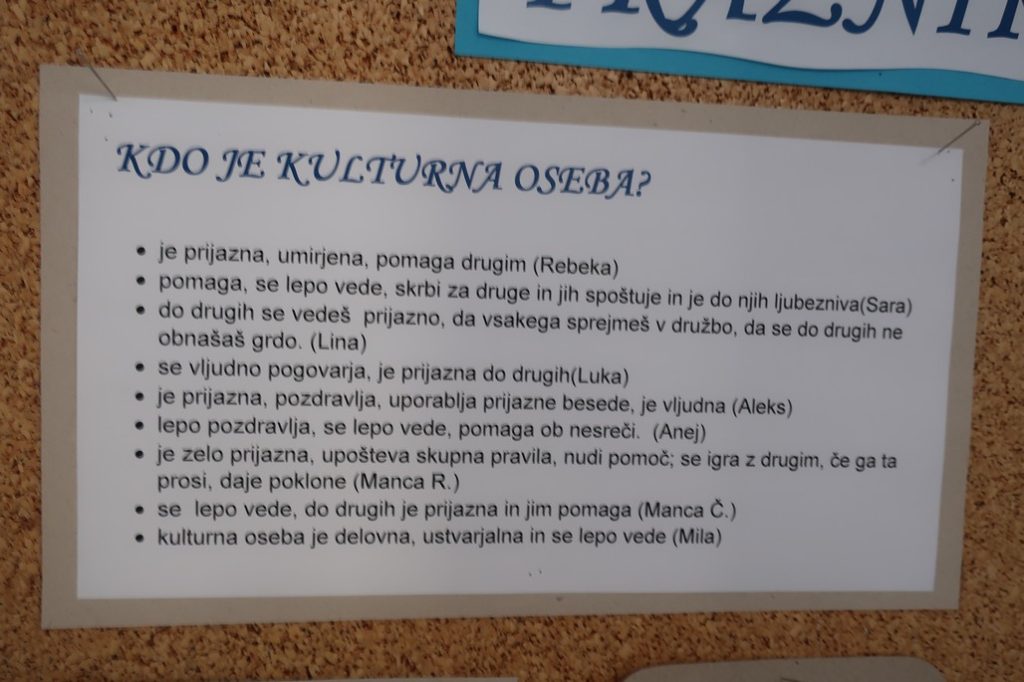 PRAZNIK
KDO JE KULTURNA OSEBA?
• je prijazna, umirjena, pomaga drugim (Rebeka)
• pomaga, se lepo vede, skrbi za druge in jih spoštuje in je do njih ljubezniva(Sara)
• do drugih se vedeš  prijazno, da vsakega sprejmeš v družbo, da se do drugih ne
obnašaš grdo. (Lina)
• se vljudno pogovarja, je prijazna do drugih(Luka)
• je prijazna, pozdravlja, uporablja prijazne besede, je vljudna (Aleks)
• lepo pozdravlja, se lepo vede, pomaga ob nesreči.  (Anej)
• je zelo prijazna, upošteva skupna pravila, nudi pomoč; se igra z drugim, če ga ta
prosi, daje poklone (Manca R.)
• se  lepo vede, do drugih je prijazna in jim pomaga (Manca Č.)
• kulturna oseba je delovna, ustvarjalna in se lepo vede (Mila)